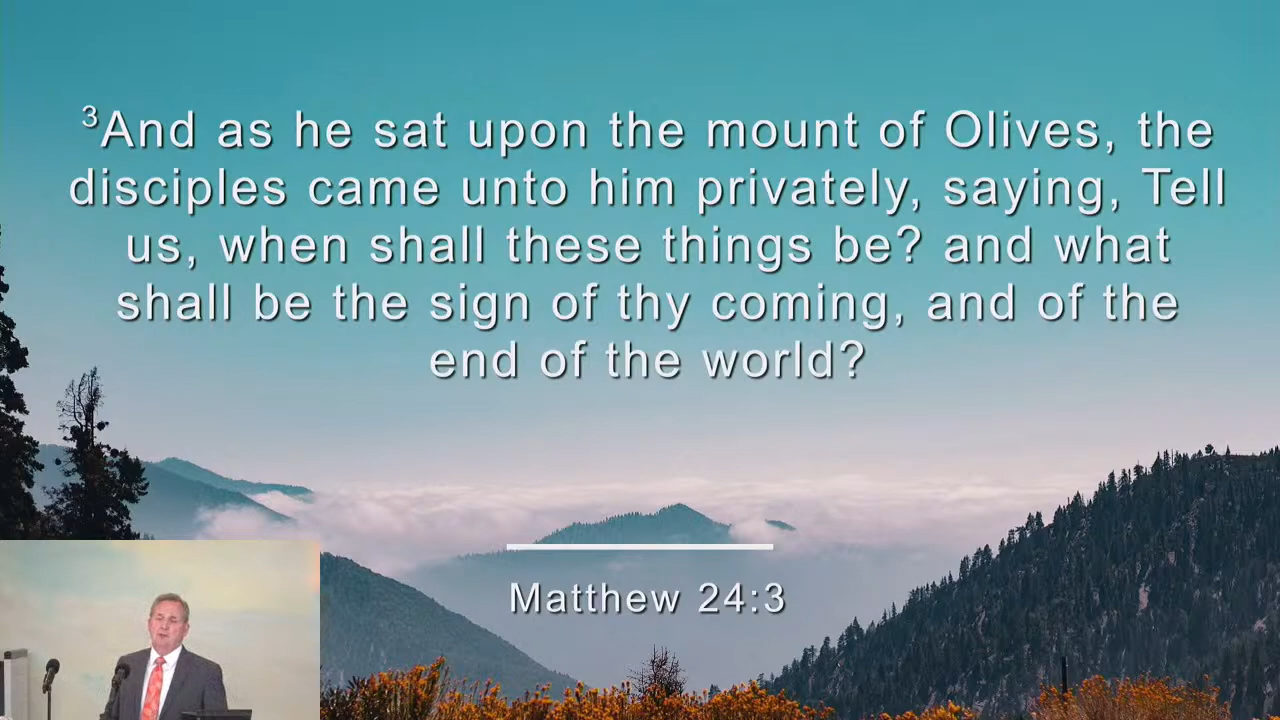 ³And as he sat upon the mount of Olives, the
disciples came unto him privately, saying, Tell
us, when shall these things be? and what
shall be the sign of thy coming, and of the
end of the world?
Matthew 24:3